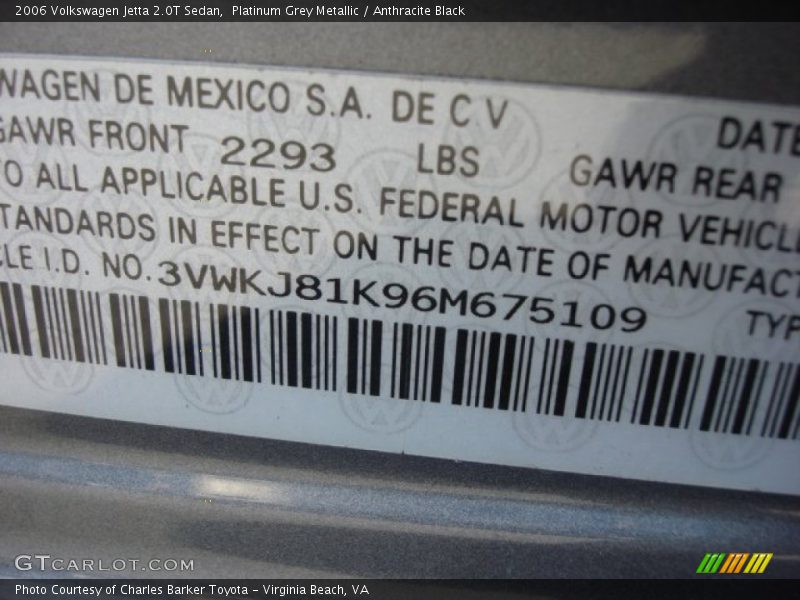 2006 Volkswagen Jetta 2.0T Sedan, Platinum Grey Metallic / Anthracite Black
WAGEN DE MEXICO S.A. DE C V
DATE
GAWR FRONT 2293 LBS GAWR REAR
TO ALL APPLICABLE U.S. FEDERAL MOTOR VEHICLE
STANDARDS IN EFFECT ON THE DATE OF MANUFACT
CLE I.D. NO. 3VWKJ81K96M675109 TYP
GTCARLOT.COM
Photo Courtesy of Charles Barker Toyota - Virginia Beach, VA